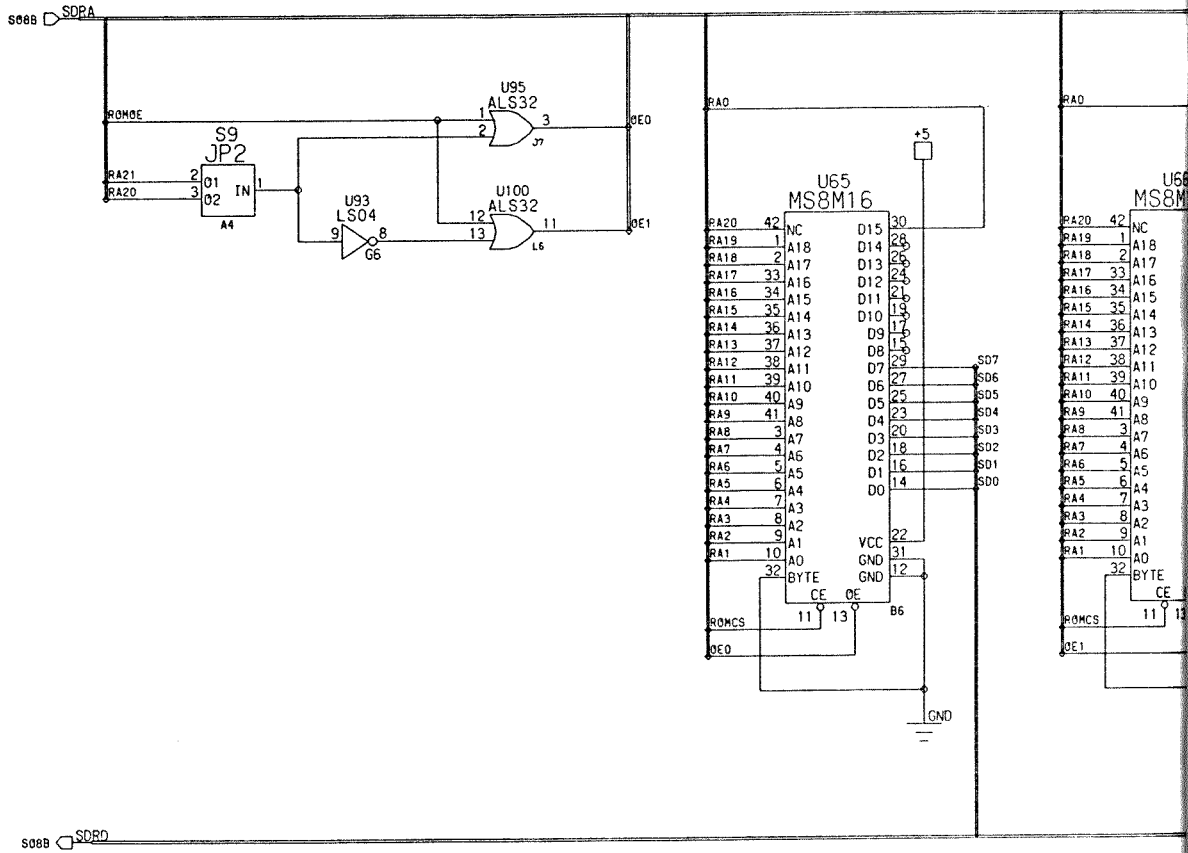 S08B SDRA
ROMOE
S9
JP2
RA21 2 01 IN 1
RA20 3 02
A4
U95
ALS32
1
2
3
J7
U93
LS04
9 8
G6
U100
ALS32
12
13
11
L6
OE0
OE1
RA0
+5
U65
MS8M16
RA20 42 NC D15 30
RA19 1 A18 D14 28
RA18 2 A17 D13 26
RA17 33 A16 D12 24
RA16 34 A15 D11 21
RA15 35 A14 D10 19
RA14 36 A13 D9 17
RA13 37 A12 D8 15
RA12 38 A11 D7 29 SD7
RA11 39 A10 D6 27 SD6
RA10 40 A9 D5 25 SD5
RA9 41 A8 D4 23 SD4
RA8 3 A7 D3 20 SD3
RA7 4 A6 D2 18 SD2
RA6 5 A5 D1 16 SD1
RA5 6 A4 D0 14 SD0
RA4 7 A3
RA3 8 A2
RA2 9 A1 VCC 22
RA1 10 A0 GND 31
32 BYTE GND 12
CE OE
11 13
B6
ROMCS
OE0
GND
RA0
MS8M
RA20 42 NC
RA19 1 A18
RA18 2 A17
RA17 33 A16
RA16 34 A15
RA15 35 A14
RA14 36 A13
RA13 37 A12
RA12 38 A11
RA11 39 A10
RA10 40 A9
RA9 41 A8
RA8 3 A7
RA7 4 A6
RA6 5 A5
RA5 6 A4
RA4 7 A3
RA3 8 A2
RA2 9 A1
RA1 10 A0
32 BYTE
CE
11
ROMCS
OE1
S08B SDRD